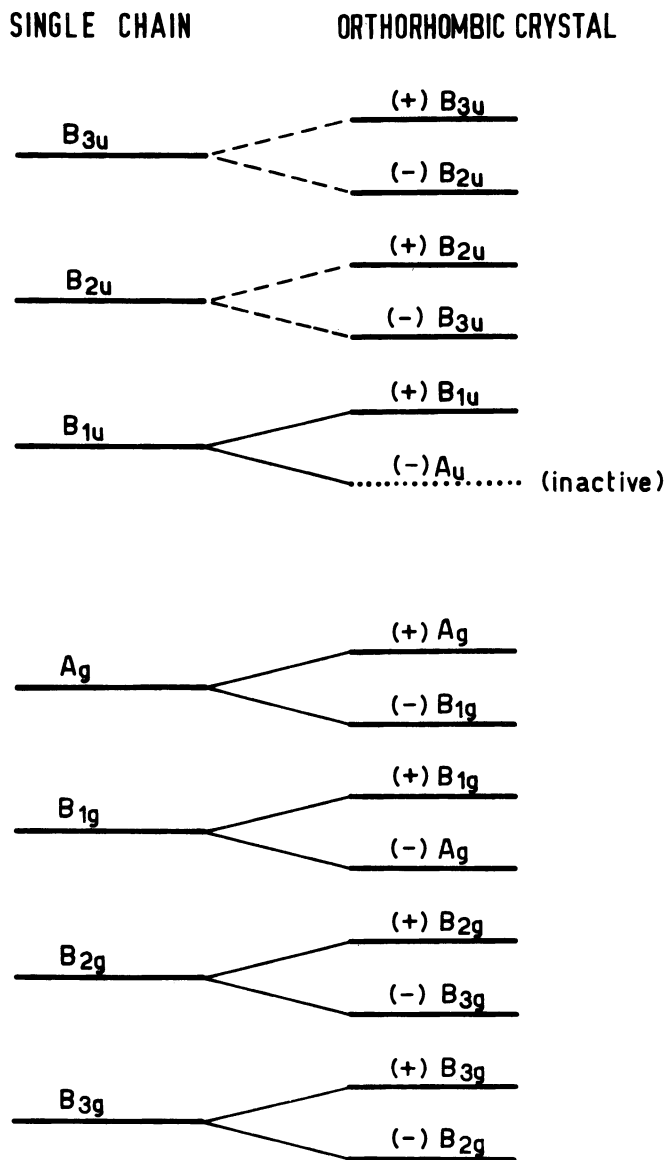 SINGLE CHAIN ORTHORHOMBIC CRYSTAL
(+) B3u
B3u
(-) B2u
(+) B2u
B2u
(-) B3u
(+) B1u
B1u
(-) Au (inactive)
(+) Ag
Ag
(-) B1g
(+) B1g
B1g
(-) Ag
(+) B2g
B2g
(-) B3g
(+) B3g
B3g
(-) B2g